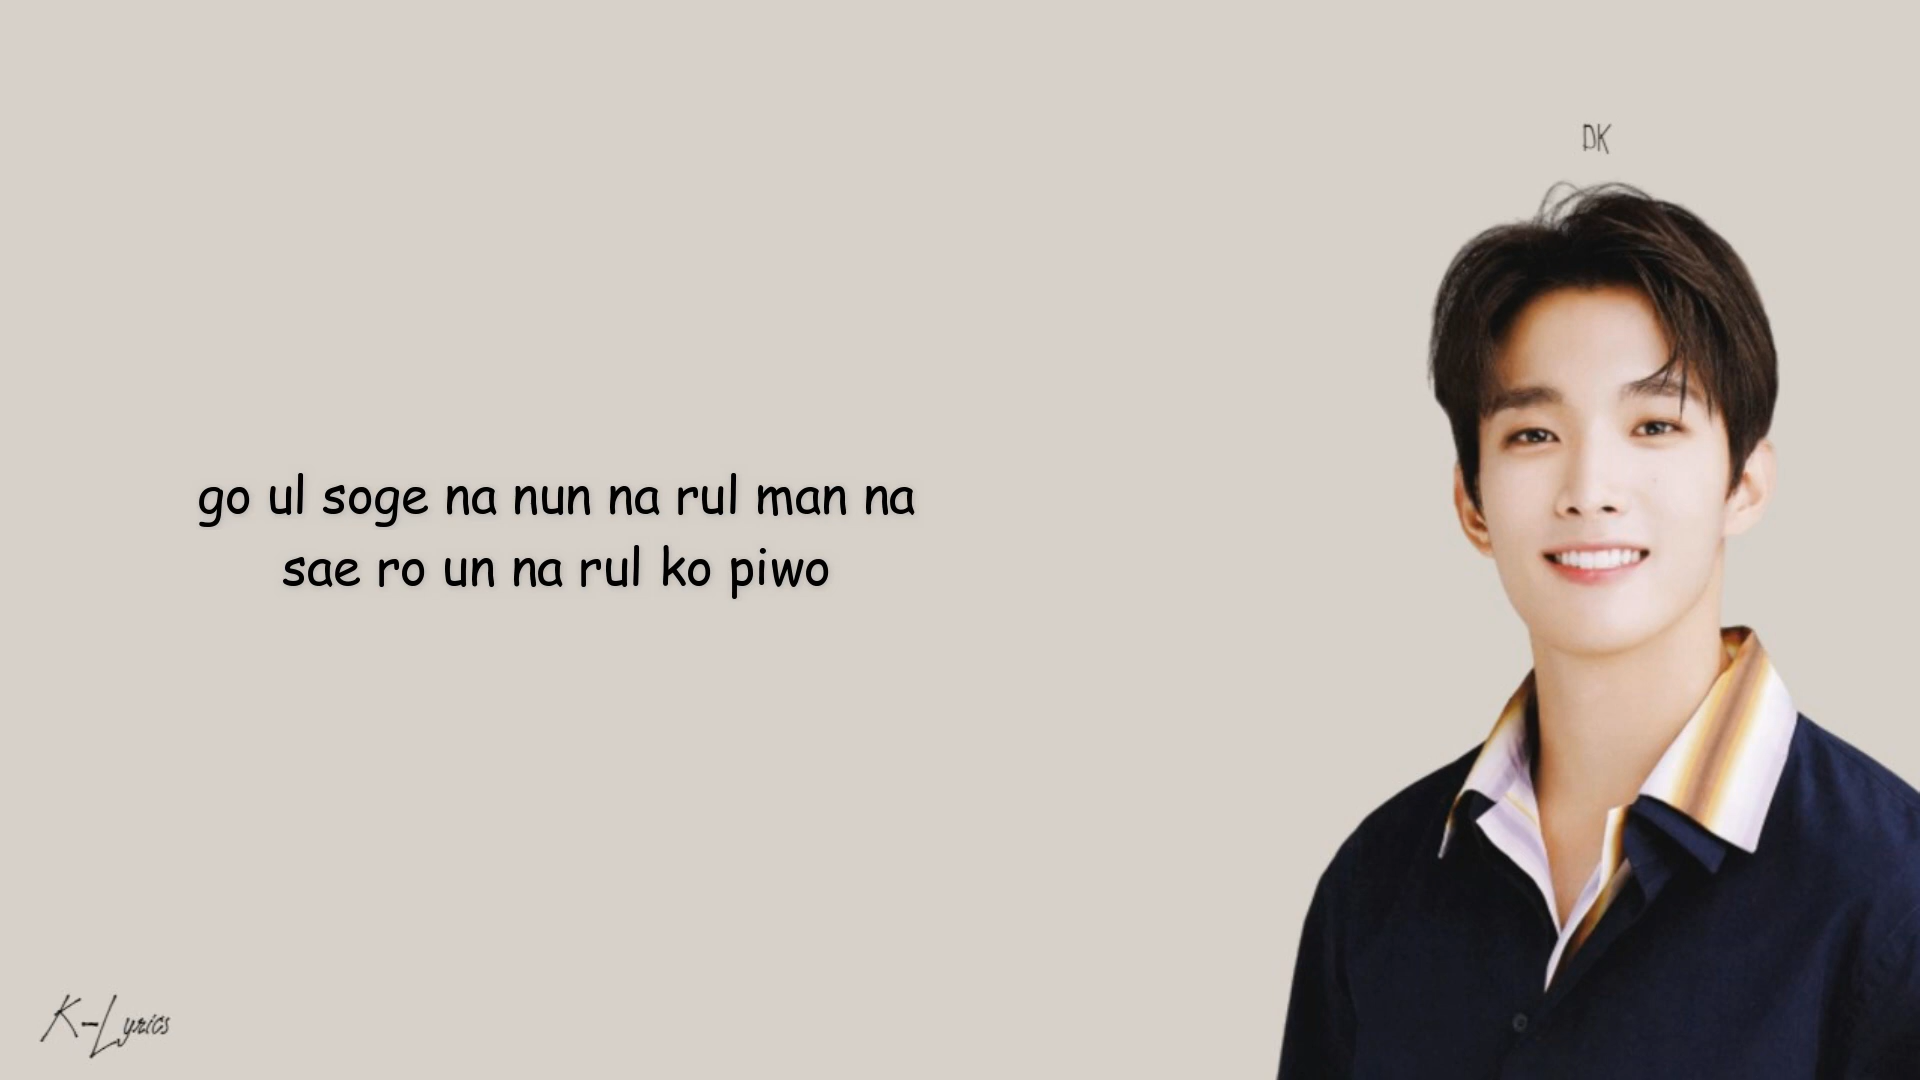 DK
go ul soge na nun na rul man na
sae ro un na rul ko piwo
K-Lyrics